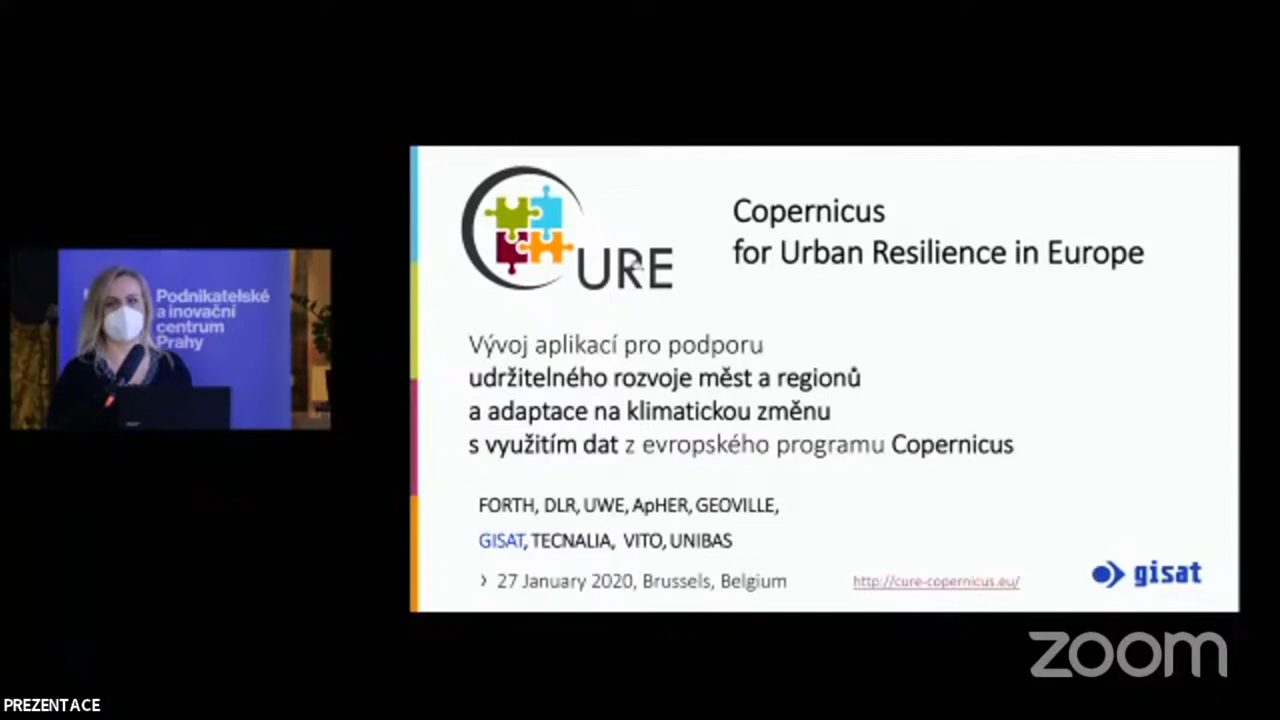 Podnikatelské
a inovační
centrum
Prahy
URE
Copernicus
for Urban Resilience in Europe
Vývoj aplikací pro podporu
udržitelného rozvoje měst a regionů
a adaptace na klimatickou změnu
s využitím dat z evropského programu Copernicus
FORTH, DLR, UWE, ApHER, GEOVILLE,
GISAT, TECNALIA, VITO, UNIBAS
› 27 January 2020, Brussels, Belgium
http://cure-copernicus.eu/
gisat
zoom
PREZENTACE